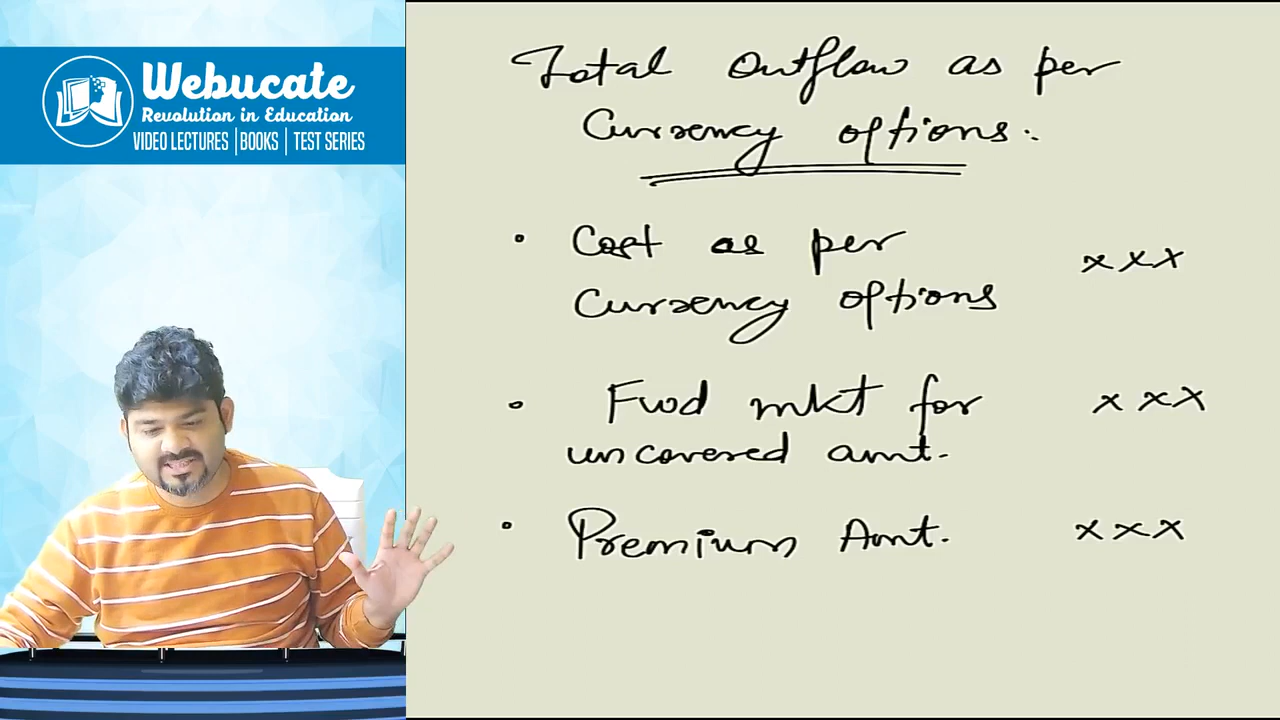 Webucate
Revolution in Education
VIDEO LECTURES | BOOKS | TEST SERIES
Total Outflow as per
Currency options:
• Cost as per
Currency options xxx
• Fwd mkt for xxx
uncovered amt.
• Premium Amt. xxx